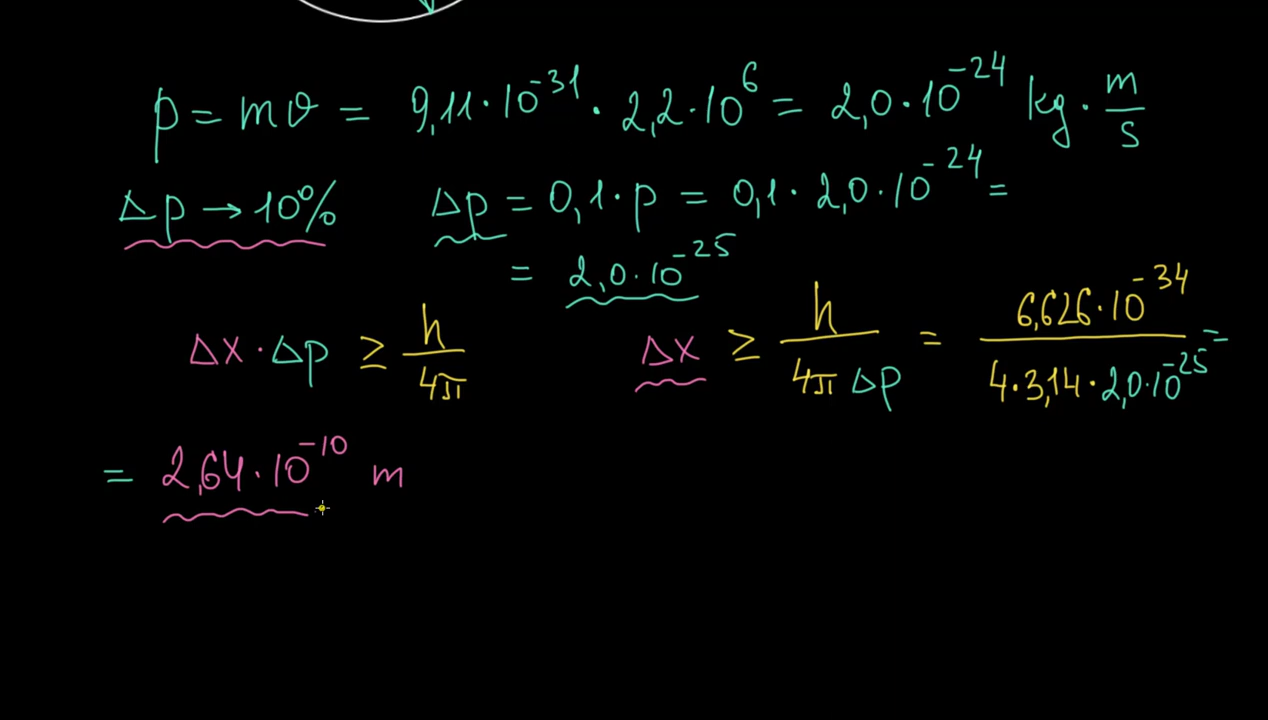 p = mv = 9,11·10⁻³¹ · 2,2·10⁶ = 2,0·10⁻²⁴ kg · m/s
Δp → 10% Δp = 0,1·p = 0,1·2,0·10⁻²⁴ =
= 2,0·10⁻²⁵
Δx · Δp ≥ h/4π Δx ≥ h/4πΔp = 6,626·10⁻³⁴/4·3,14·2,0·10⁻²⁵ =
= 2,64·10⁻¹⁰ m